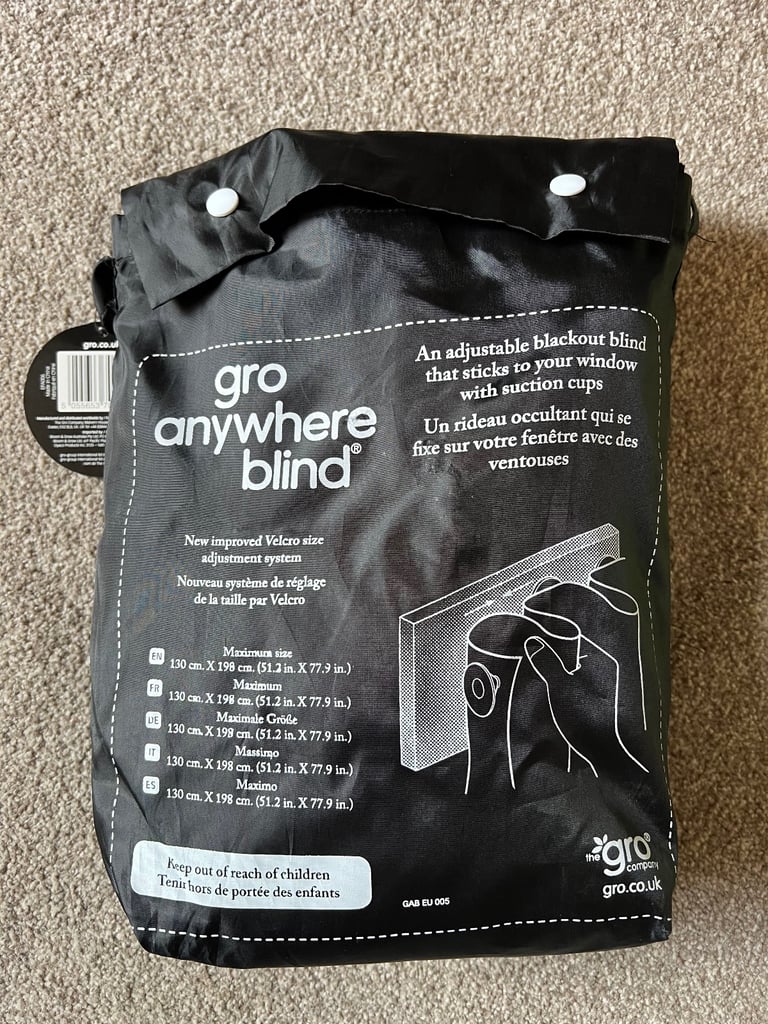 gro
anywhere
blind®
An adjustable blackout blind
that sticks to your window
with suction cups
Un rideau occultant qui se
fixe sur votre fenêtre avec des
ventouses
New improved Velcro size
adjustment system
Nouveau système de réglage
de la taille par Velcro
EN
Maximum size
130 cm. X 198 cm. (51.2 in. X 77.9 in.)
FR
Maximum
130 cm. X 198 cm. (51.2 in. X 77.9 in.)
DE
Maximale Größe
130 cm. X 198 cm. (51.2 in. X 77.9 in.)
IT
Massimo
130 cm. X 198 cm. (51.2 in. X 77.9 in.)
ES
Maximo
130 cm. X 198 cm. (51.2 in. X 77.9 in.)
Keep out of reach of children
Tenir hors de portée des enfants
GAB EU 005
the gro® company
gro.co.uk
gro.co.uk
Made in China